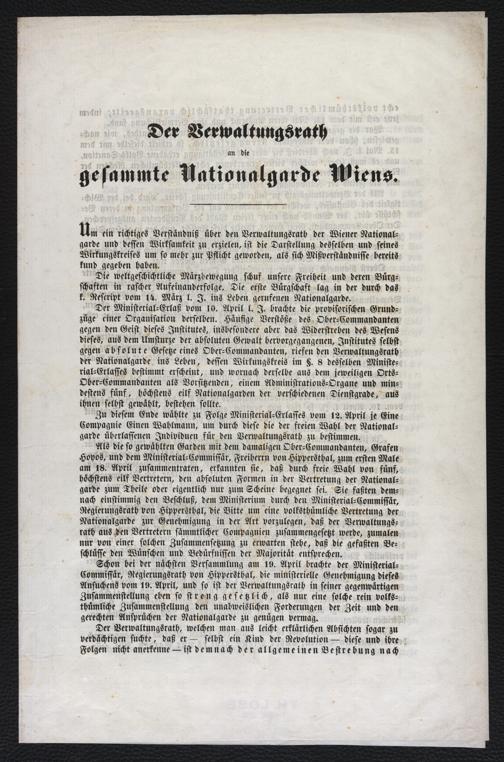 Der Verwaltungsrath
an die
gesammte Nationalgarde Wiens.
Um ein richtiges Verständniß über den Verwaltungsrath der Wiener National-
garde und dessen Wirksamkeit zu erzielen, ist die Darstellung desselben und seines
Wirkungskreises um so mehr zur Pflicht geworden, als sich Mißverständnisse bereits
kund gegeben haben.
Die weltgeschichtliche Märzbewegung schuf unsere Freiheit und deren Bürg-
schaften in rascher Aufeinanderfolge. Die erste Bürgschaft lag in der durch das
k. Rescript vom 14. März l. J. ins Leben gerufenen Nationalgarde.
Der Ministerial-Erlaß vom 10. April l. J. brachte die provisorischen Grund-
züge einer Organisation derselben. Häufige Verstöße des Ober-Commandanten
gegen den Geist dieses Institutes, insbesondere aber das Widerstreben des Wesens
dieses, aus dem Umsturze der absoluten Gewalt hervorgegangenen, Institutes selbst
gegen absolute Gesetze eines Ober-Commandanten, riefen den Verwaltungsrath
der Nationalgarde ins Leben, dessen Wirkungskreis im §. 8 desselben Ministe-
rial-Erlasses bestimmt erscheint, und wornach derselbe aus dem jeweiligen Orts-
Ober-Commandanten als Vorsitzenden, einem Administrations-Organe und min-
destens fünf, höchstens elf Nationalgarden der verschiedenen Dienstgrade, aus
ihnen selbst gewählt, bestehen sollte.
Zu diesem Ende wählte zu Folge Ministerial-Erlasses vom 12. April je Eine
Compagnie Einen Wahlmann, um durch diese die der freien Wahl der National-
garde überlassenen Individuen für den Verwaltungsrath zu bestimmen.
Als die so gewählten Garden mit dem damaligen Ober-Commandanten, Grafen
Hoyos, und dem Ministerial-Commissär, Freiherrn von Hippersthal, zum ersten Male
am 18. April zusammentraten, erkannten sie, daß durch freie Wahl von fünf,
höchstens elf Vertretern, den absoluten Formen in der Vertretung der National-
garde zum Theile oder eigentlich nur zum Scheine begegnet sei. Sie faßten dem-
nach einstimmig den Beschluß, dem Ministerium durch den Ministerial-Commissär,
Regierungsrath von Hippersthal, die Bitte um eine volksthümliche Vertretung der
Nationalgarde zur Genehmigung in der Art vorzulegen, daß der Verwaltungs-
rath aus den Vertretern sämmtlicher Compagnien zusammengesetzt werde, zumalen
nur von einer solchen Zusammensetzung zu erwarten stehe, daß die gefaßten Be-
schlüsse den Wünschen und Bedürfnissen der Majorität entsprechen.
Schon bei der nächsten Versammlung am 19. April brachte der Ministerial-
Commissär, Regierungsrath von Hippersthal, die ministerielle Genehmigung dieses
Ansuchens vom 19. April, und so ist der Verwaltungsrath in seiner gegenwärtigen
Zusammenstellung eben so strong gesetzlich, als nur eine solche rein volks-
thümliche Zusammenstellung den unabweislichen Forderungen der Zeit und den
gerechten Ansprüchen der Nationalgarde zu genügen vermag.
Der Verwaltungsrath, welchen man aus leicht erklärlichen Absichten sogar zu
verdächtigen suchte, daß er — selbst ein Kind der Revolution — diese und ihre
Folgen nicht anerkenne — ist demnach der allgemeinen Bestrebung nach